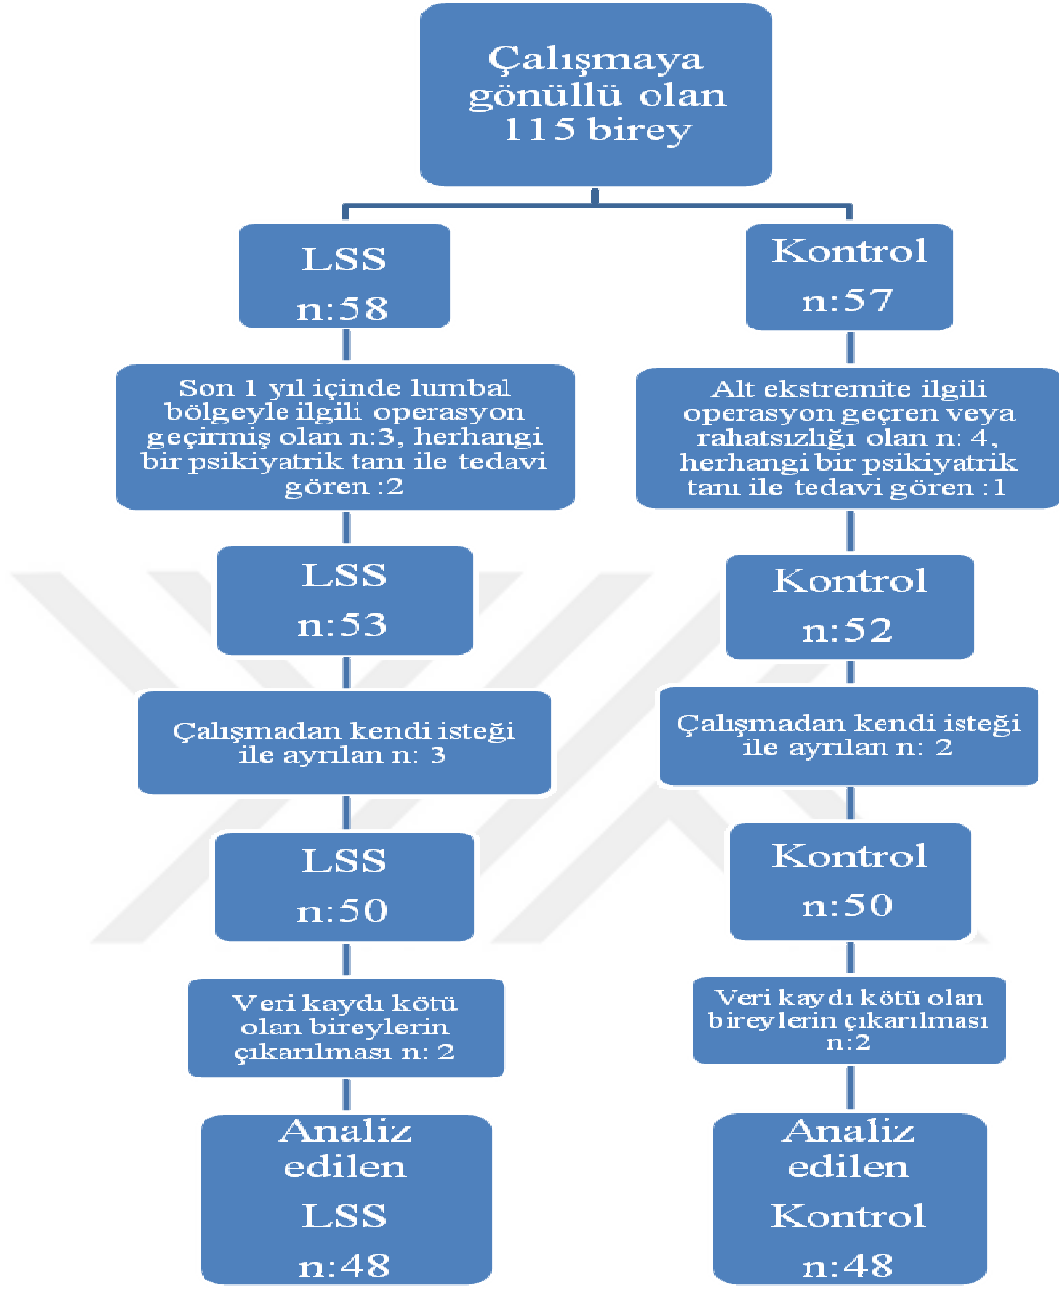 Çalışmaya
gönüllü olan
115 birey
LSS
n:58
Kontrol
n:57
Son 1 yıl içinde lumbal
bölgeyle ilgili operasyon
geçirmiş olan n:3, herhangi
bir psikiyatrik tanı ile tedavi
gören :2
Alt ekstremite ilgili
operasyon geçren veya
rahatsızlığı olan n: 4,
herhangi bir psikiyatrik
tanı ile tedavi gören :1
LSS
n:53
Kontrol
n:52
Çalışmadan kendi isteği
ile ayrılan n: 3
Çalışmadan kendi isteği
ile ayrılan n: 2
LSS
n:50
Kontrol
n:50
Veri kaydı kötü
olan bireylerin
çıkarılması n: 2
Veri kaydı kötü olan
bireylerin çıkarılması
n:2
Analiz
edilen
LSS
n:48
Analiz
edilen
Kontrol
n:48